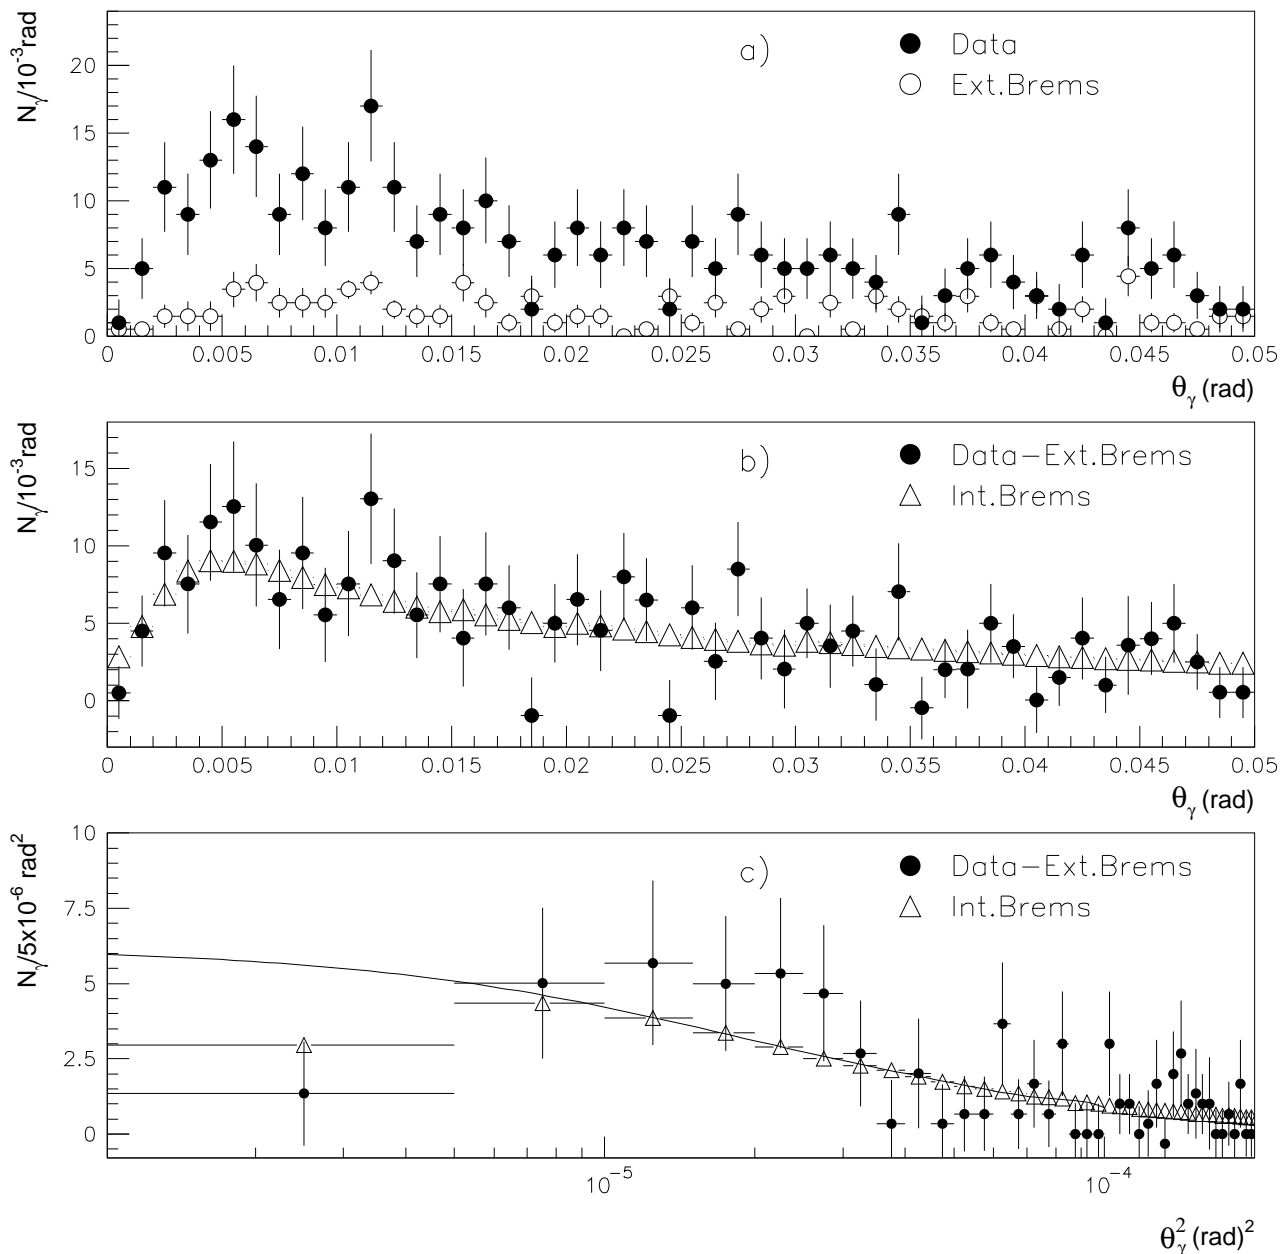 a)
Data
Ext.Brems
N_γ/10^-3 rad
20
15
10
5
0
0 0.005 0.01 0.015 0.02 0.025 0.03 0.035 0.04 0.045 0.05
θ_γ (rad)
b)
Data−Ext.Brems
Int.Brems
N_γ/10^-3 rad
15
10
5
0
0 0.005 0.01 0.015 0.02 0.025 0.03 0.035 0.04 0.045 0.05
θ_γ (rad)
c)
Data−Ext.Brems
Int.Brems
N_γ/5x10^-6 rad^2
10
7.5
5
2.5
0
10^-5 10^-4
θ_γ^2 (rad)^2